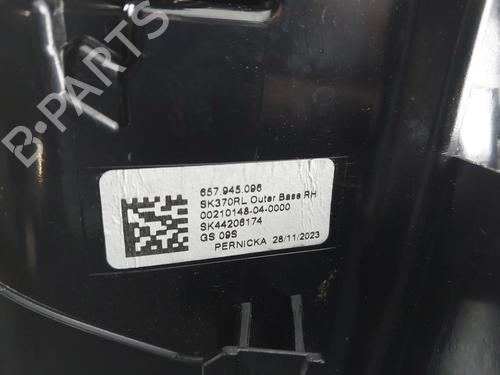 B-PARTS
657.945.096
SK370RL Outer Base RH
00210148-04-0000
SK44206174
GS 09S
PERNICKA 28/11/2023